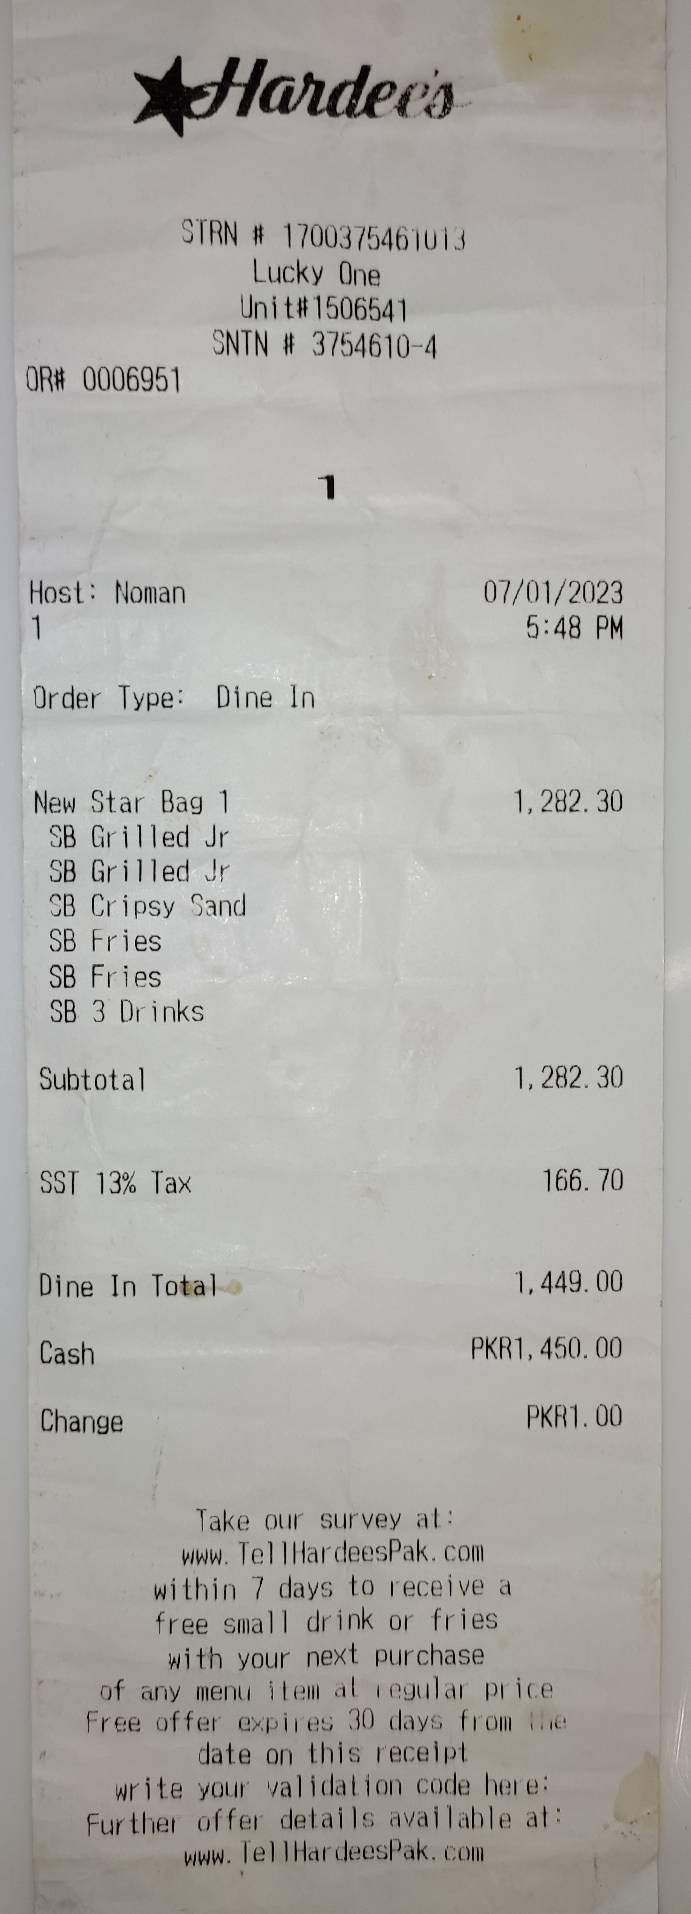 Hardee's
STRN # 1700375461013
Lucky One
Unit#1506541
SNTN # 3754610-4
OR# 0006951
1
Host: Noman 07/01/2023
1 5:48 PM
Order Type: Dine In
New Star Bag 1 1,282.30
SB Grilled Jr
SB Grilled Jr
SB Cripsy Sand
SB Fries
SB Fries
SB 3 Drinks
Subtotal 1,282.30
SST 13% Tax 166.70
Dine In Total 1,449.00
Cash PKR1,450.00
Change PKR1.00
Take our survey at:
www.TellHardeesPak.com
within 7 days to receive a
free small drink or fries
with your next purchase
of any menu item at regular price
Free offer expires 30 days from the
date on this receipt
write your validation code here:
Further offer details available at:
www.TellHardeesPak.com